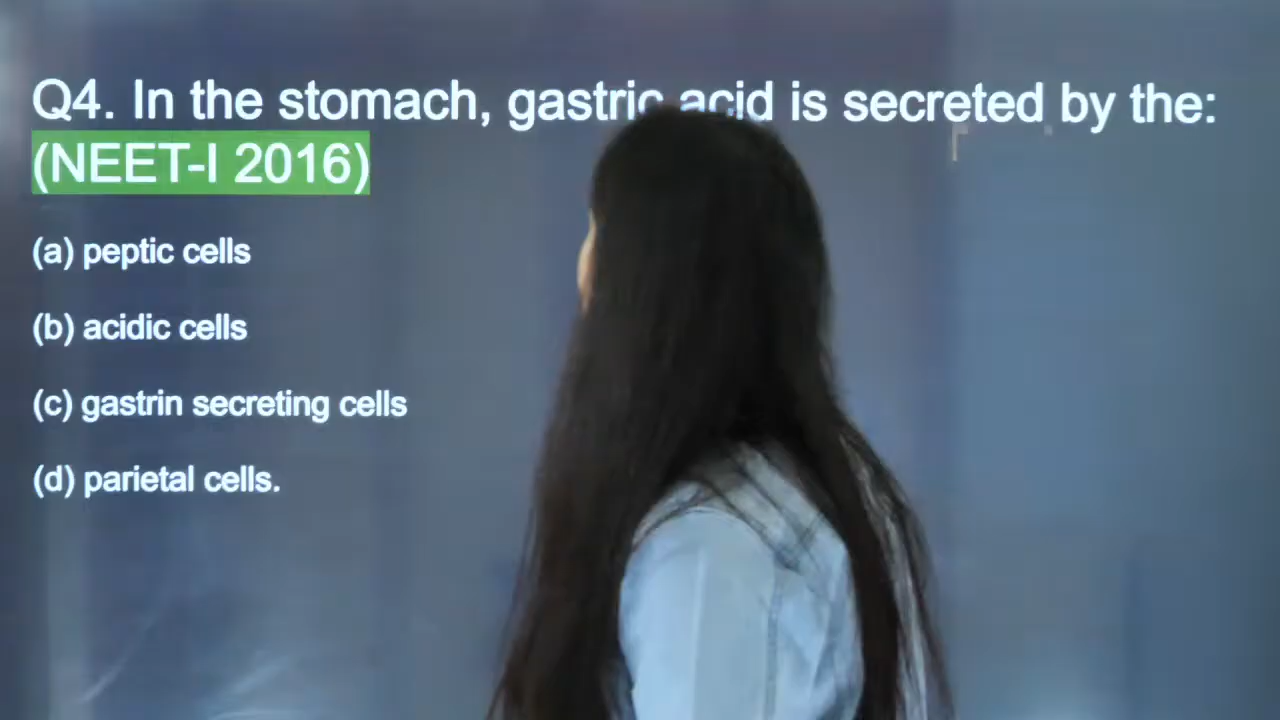 Q4. In the stomach, gastric acid is secreted by the:
(NEET-I 2016)
(a) peptic cells
(b) acidic cells
(c) gastrin secreting cells
(d) parietal cells.